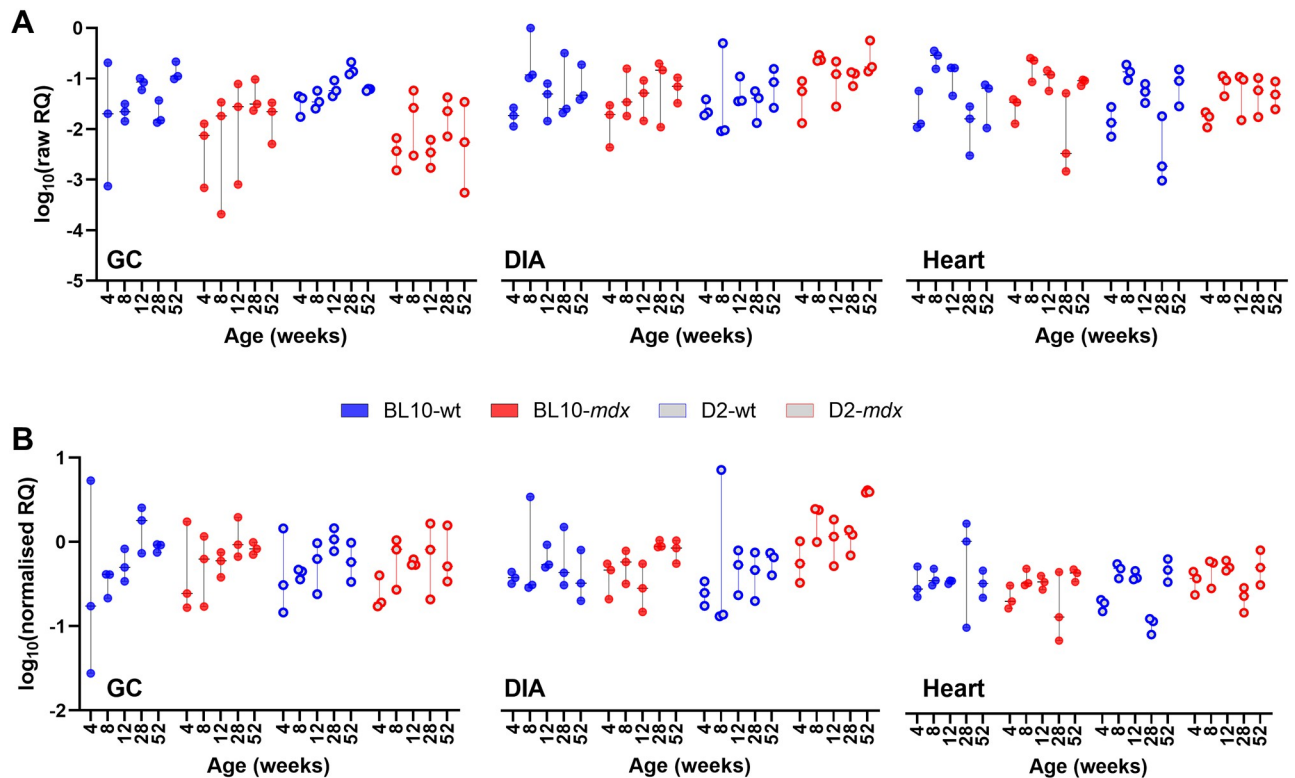 A
log10(raw RQ)
0
-1
-2
-3
-4
-5
GC
DIA
Heart
4 8 12 28 52 4 8 12 28 52 4 8 12 28 52 4 8 12 28 52
4 8 12 28 52 4 8 12 28 52 4 8 12 28 52 4 8 12 28 52
4 8 12 28 52 4 8 12 28 52 4 8 12 28 52 4 8 12 28 52
Age (weeks)
Age (weeks)
Age (weeks)
BL10-wt
BL10-mdx
D2-wt
D2-mdx
B
log10(normalised RQ)
1
0
-1
-2
GC
DIA
Heart
4 8 12 28 52 4 8 12 28 52 4 8 12 28 52 4 8 12 28 52
4 8 12 28 52 4 8 12 28 52 4 8 12 28 52 4 8 12 28 52
4 8 12 28 52 4 8 12 28 52 4 8 12 28 52 4 8 12 28 52
Age (weeks)
Age (weeks)
Age (weeks)